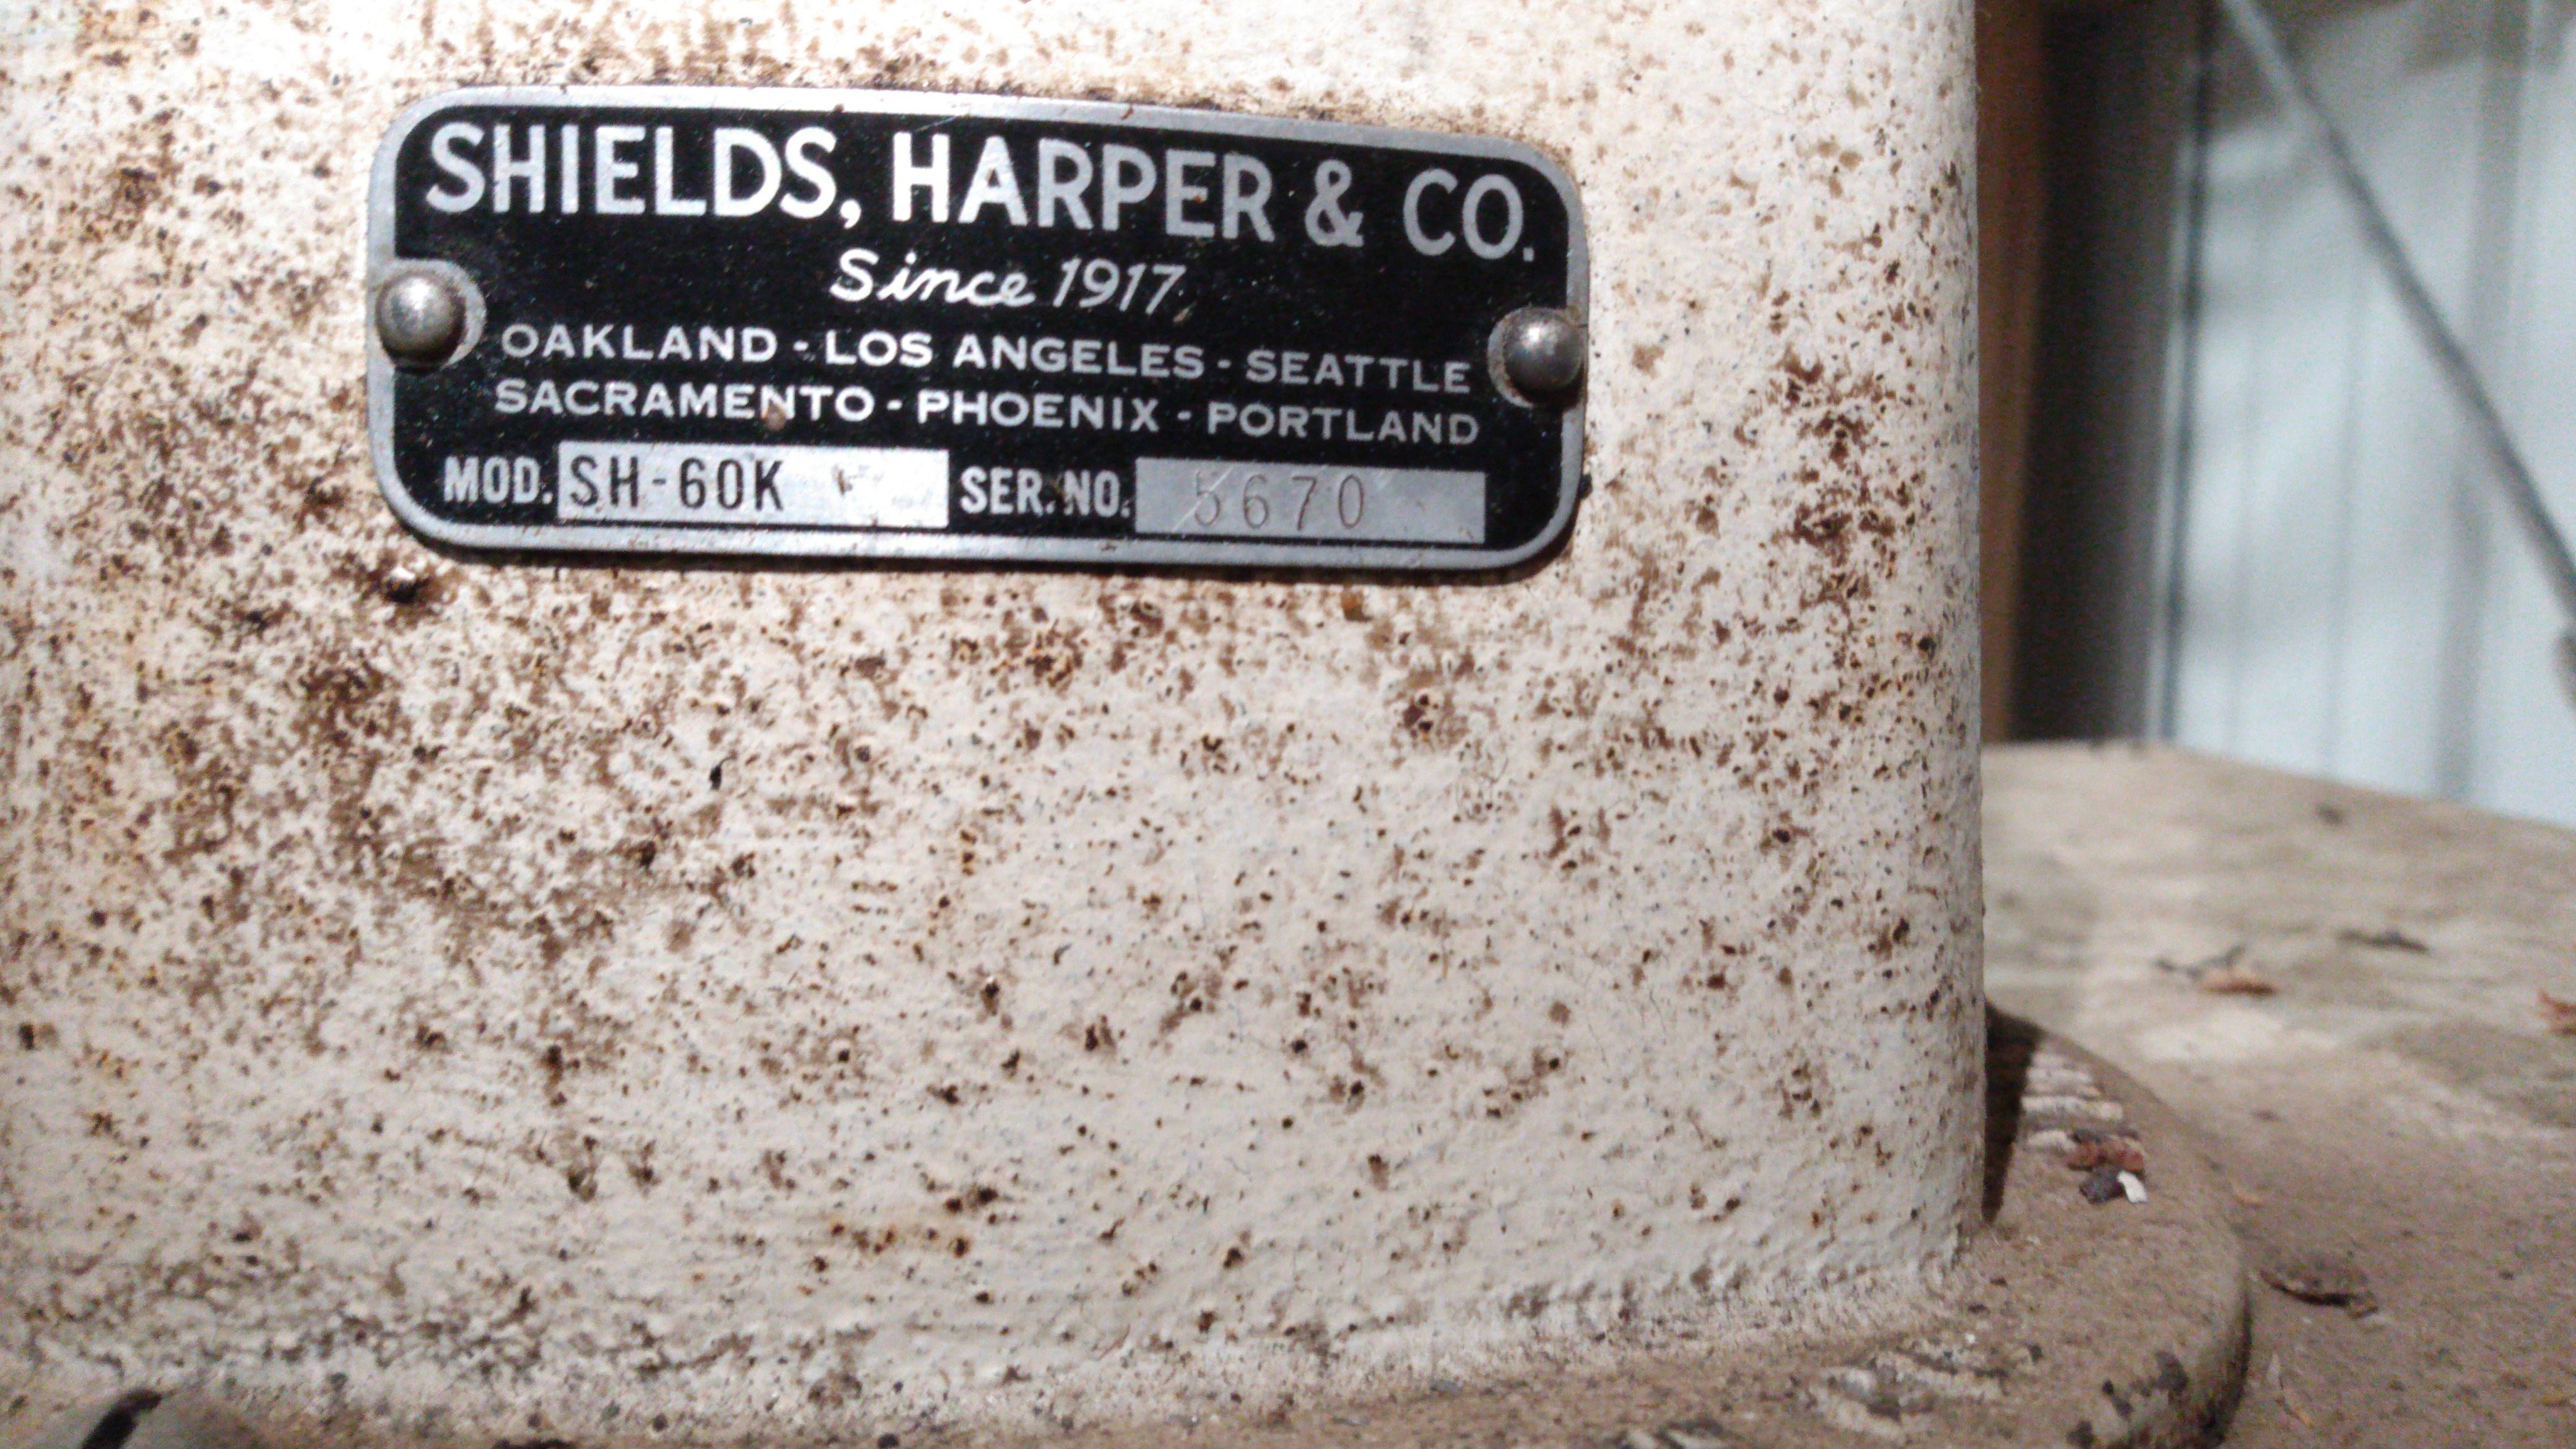 SHIELDS, HARPER & CO.
Since 1917
OAKLAND - LOS ANGELES - SEATTLE
SACRAMENTO - PHOENIX - PORTLAND
MOD. SH-60K SER. NO. 5670